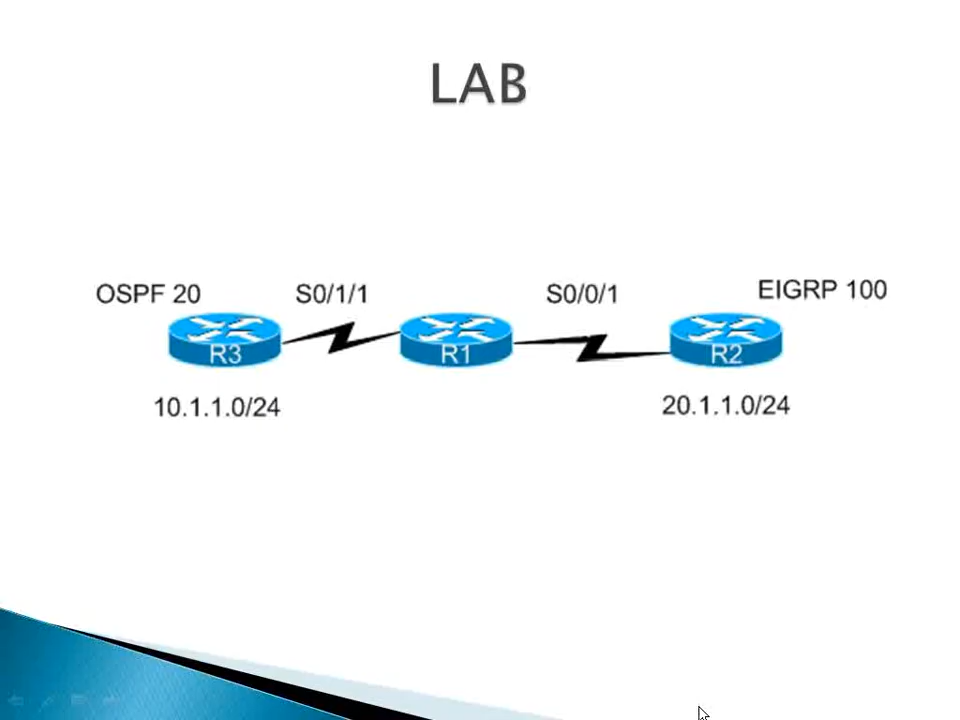 LAB
OSPF 20
S0/1/1
S0/0/1
EIGRP 100
R3
R1
R2
10.1.1.0/24
20.1.1.0/24